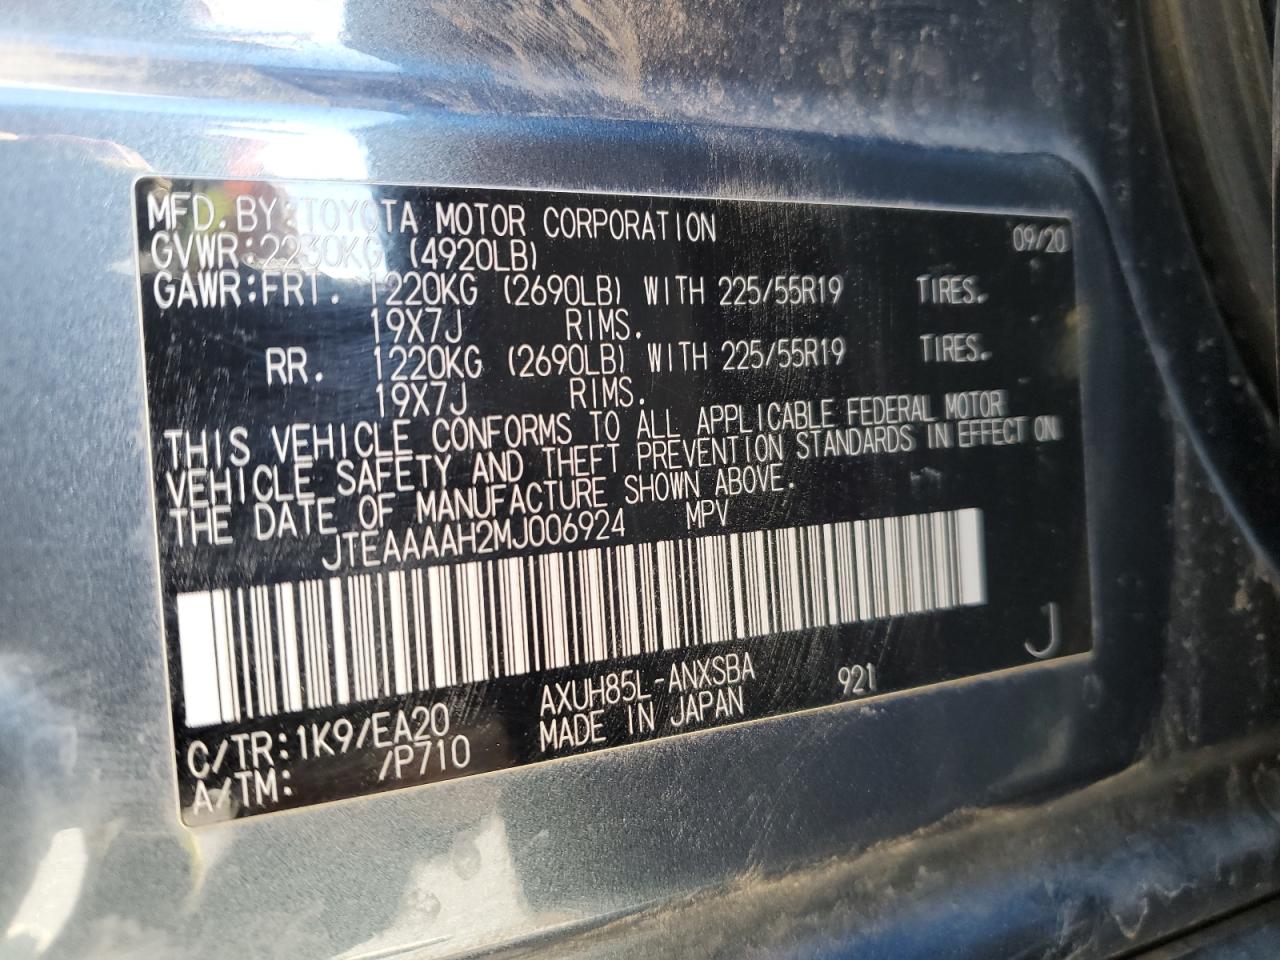 MFD. BY: TOYOTA MOTOR CORPORATION 09/20
GVWR: 2230KG (4920LB)
GAWR: FRT. 1220KG (2690LB) WITH 225/55R19 TIRES.
19X7J RIMS.
RR. 1220KG (2690LB) WITH 225/55R19 TIRES.
19X7J RIMS.
THIS VEHICLE CONFORMS TO ALL APPLICABLE FEDERAL MOTOR
VEHICLE SAFETY AND THEFT PREVENTION STANDARDS IN EFFECT ON
THE DATE OF MANUFACTURE SHOWN ABOVE.
JTEAAAAH2MJ006924 MPV
J
C/TR: 1K9/EA20 AXUH85L-ANXSBA 921
A/TM: /P710 MADE IN JAPAN